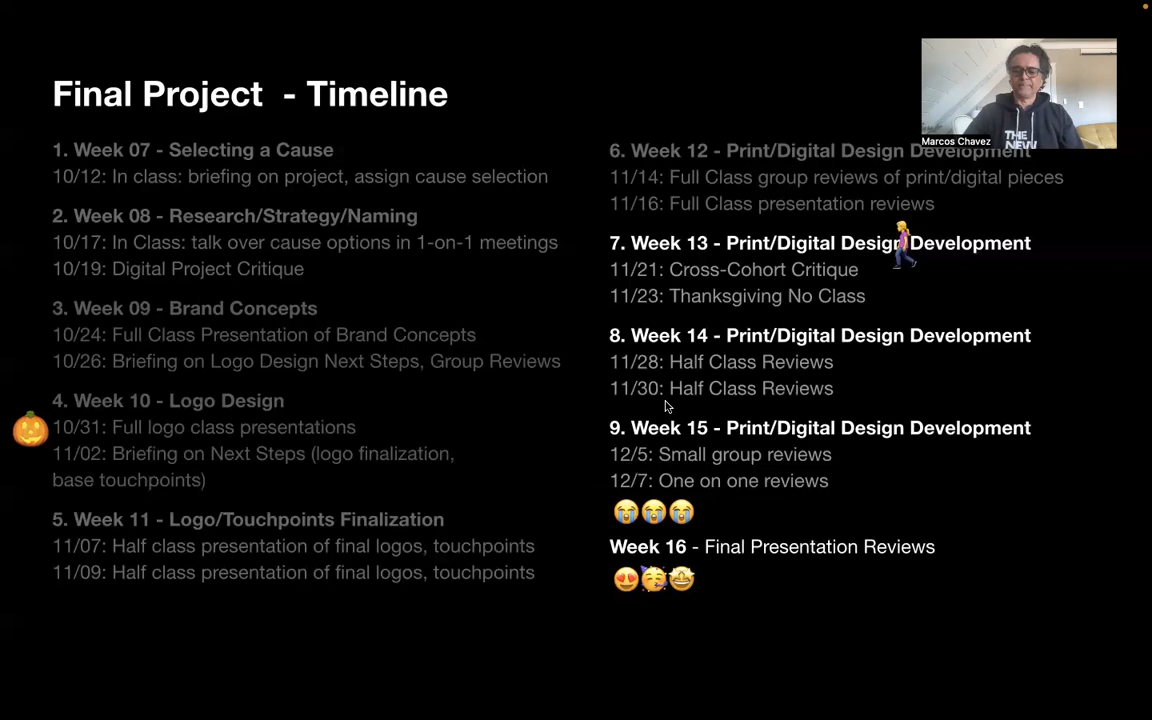 Final Project - Timeline
1. Week 07 - Selecting a Cause
10/12: In class: briefing on project, assign cause selection
2. Week 08 - Research/Strategy/Naming
10/17: In Class: talk over cause options in 1-on-1 meetings
10/19: Digital Project Critique
3. Week 09 - Brand Concepts
10/24: Full Class Presentation of Brand Concepts
10/26: Briefing on Logo Design Next Steps, Group Reviews
4. Week 10 - Logo Design
10/31: Full logo class presentations
11/02: Briefing on Next Steps (logo finalization,
base touchpoints)
5. Week 11 - Logo/Touchpoints Finalization
11/07: Half class presentation of final logos, touchpoints
11/09: Half class presentation of final logos, touchpoints
THE
NEW
Marcos Chavez
6. Week 12 - Print/Digital Design Development
11/14: Full Class group reviews of print/digital pieces
11/16: Full Class presentation reviews
7. Week 13 - Print/Digital Design Development
11/21: Cross-Cohort Critique
11/23: Thanksgiving No Class
8. Week 14 - Print/Digital Design Development
11/28: Half Class Reviews
11/30: Half Class Reviews
9. Week 15 - Print/Digital Design Development
12/5: Small group reviews
12/7: One on one reviews
Week 16 - Final Presentation Reviews